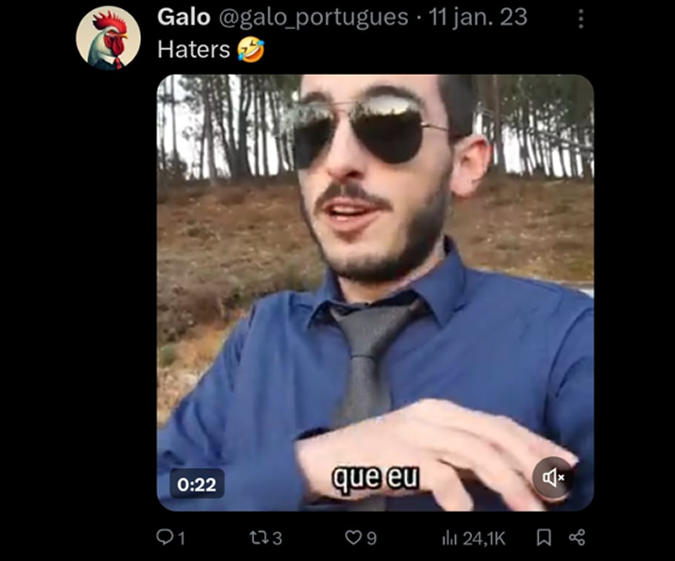 Galo @galo_portugues · 11 jan. 23
Haters 🤣
que eu
0:22
1 3 9 24,1K